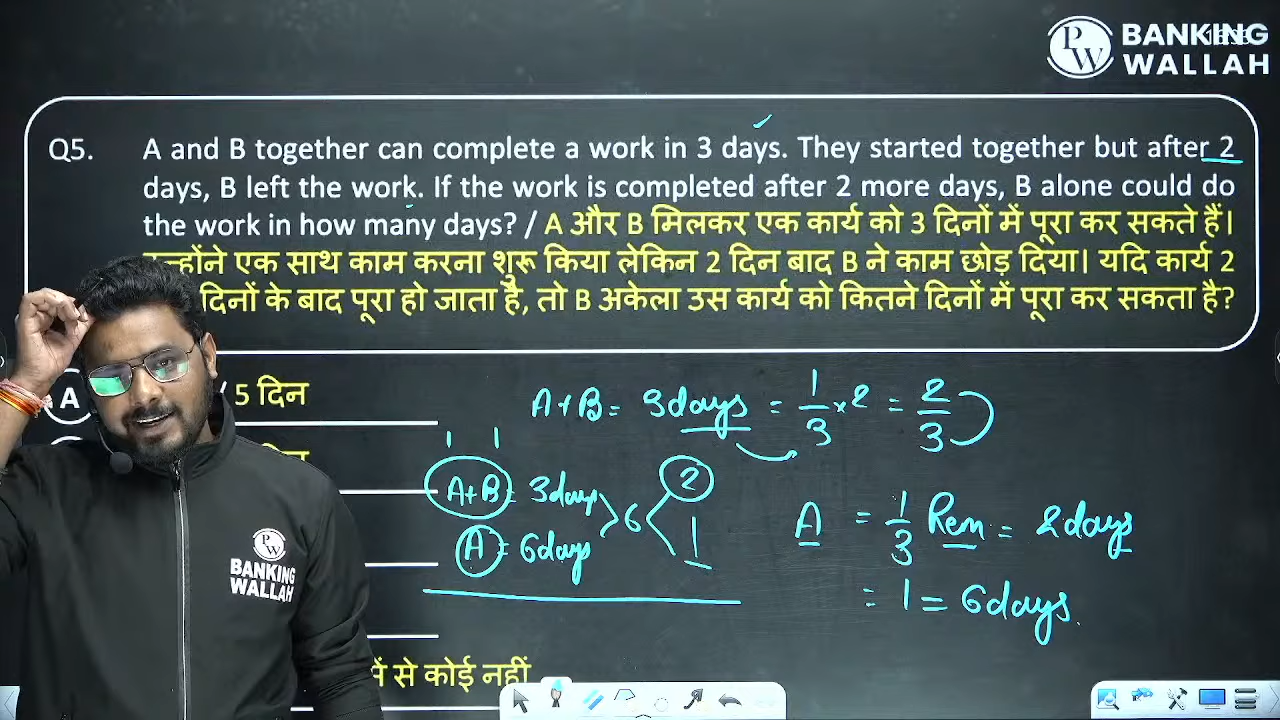 PW BANKING
WALLAH
Q5. A and B together can complete a work in 3 days. They started together but after 2
days, B left the work. If the work is completed after 2 more days, B alone could do
the work in how many days? / A और B मिलकर एक कार्य को 3 दिनों में पूरा कर सकते हैं।
एक साथ काम करना शुरू किया लेकिन 2 दिन बाद B ने काम छोड़ दिया। यदि कार्य 2
दिनों के बाद पूरा हो जाता है, तो B अकेला उस कार्य को कितने दिनों में पूरा कर सकता है?
A / 5 दिन
A+B = 3days = 1/3 × 2 = 2/3
1 1
A+B = 3days
A = 6days
6
2
1
A = 1/3 Rem = 2days
= 1 = 6days.
PW
BANKING
WALLAH
से कोई नहीं